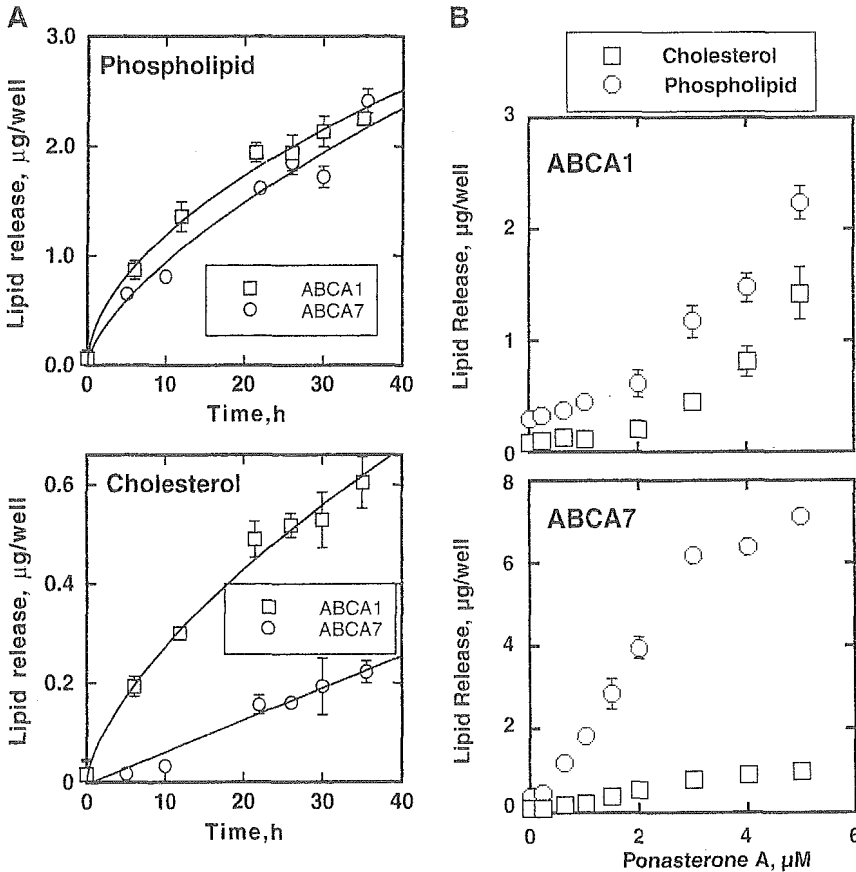 A
3.0
Phospholipid
2.0
1.0
0.0
Lipid release, µg/well
ABCA1
ABCA7
0
10
20
30
40
Time,h
Cholesterol
0.6
0.4
0.2
0
Lipid release, µg/well
ABCA1
ABCA7
0
10
20
30
40
Time,h
B
Cholesterol
Phospholipid
3
ABCA1
2
1
0
Lipid Release, µg/well
8
ABCA7
6
4
2
0
Lipid Release, µg/well
0
2
4
6
Ponasterone A, µM